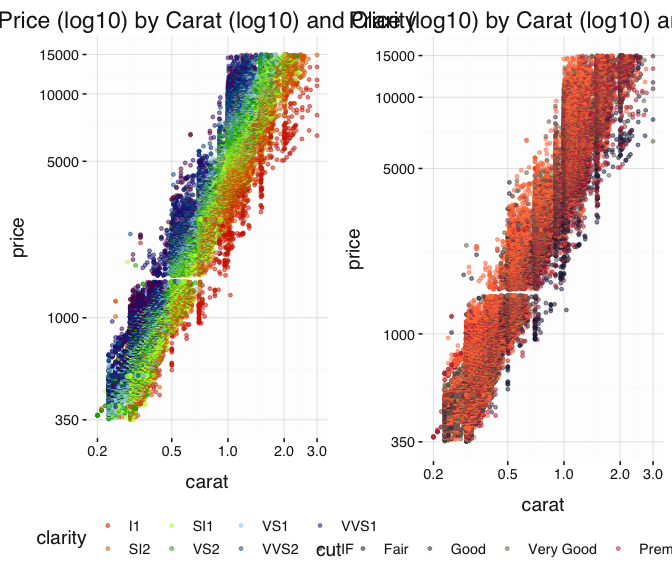 Price (log10) by Carat (log10) and Clarity
Price (log10) by Carat (log10) a
15000
10000
5000
1000
350
price
0.2 0.5 1.0 2.0 3.0
carat
15000
10000
5000
1000
350
price
0.2 0.5 1.0 2.0 3.0
carat
clarity
I1 SI1 VS1 VVS1
SI2 VS2 VVS2 IF
cut
Fair Good Very Good Prem